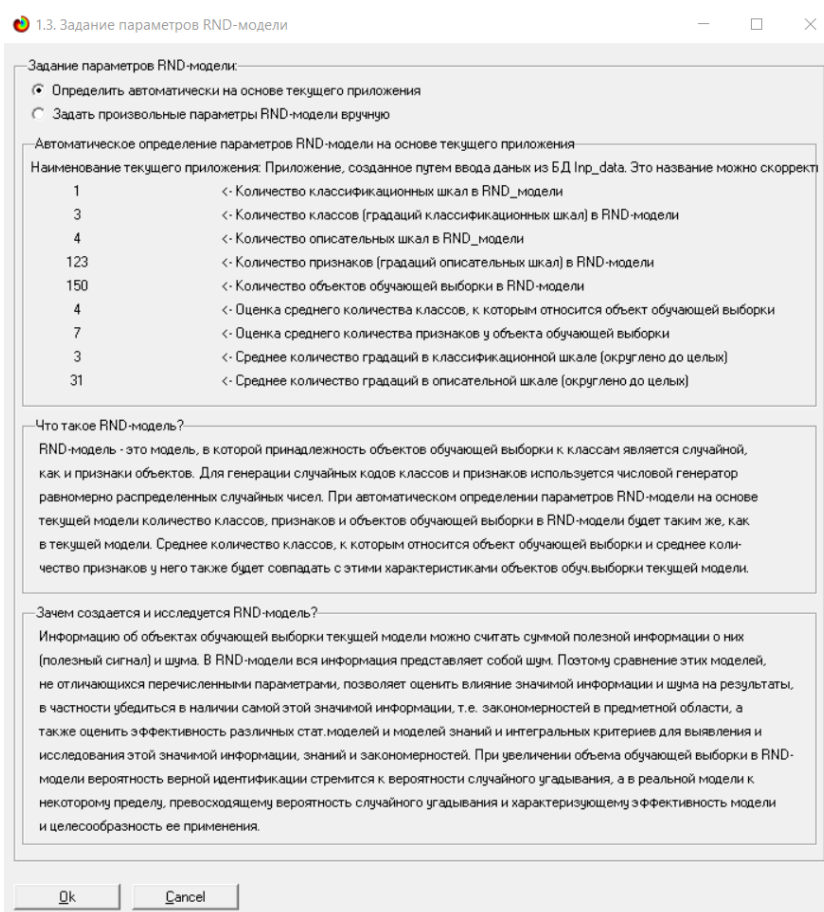 1.3. Задание параметров RND-модели
Задание параметров RND-модели:
Определить автоматически на основе текущего приложения
Задать произвольные параметры RND-модели вручную
Автоматическое определение параметров RND-модели на основе текущего приложения
Наименование текущего приложения: Приложение, созданное путем ввода даных из БД Inp_data. Это название можно скоррект
1 <- Количество классификационных шкал в RND_модели
3 <- Количество классов (градаций классификационных шкал) в RND-модели
4 <- Количество описательных шкал в RND_модели
123 <- Количество признаков (градаций описательных шкал) в RND-модели
150 <- Количество объектов обучающей выборки в RND-модели
4 <- Оценка среднего количества классов, к которым относится объект обучающей выборки
7 <- Оценка среднего количества признаков у объекта обучающей выборки
3 <- Среднее количество градаций в классификационной шкале (округлено до целых)
31 <- Среднее количество градаций в описательной шкале (округлено до целых)
Что такое RND-модель?
RND-модель - это модель, в которой принадлежность объектов обучающей выборки к классам является случайной,
как и признаки объектов. Для генерации случайных кодов классов и признаков используется числовой генератор
равномерно распределенных случайных чисел. При автоматическом определении параметров RND-модели на основе
текущей модели количество классов, признаков и объектов обучающей выборки в RND-модели будет таким же, как
в текущей модели. Среднее количество классов, к которым относится объект обучающей выборки и среднее коли-
чество признаков у него также будет совпадать с этими характеристиками объектов обуч.выборки текущей модели.
Зачем создается и исследуется RND-модель?
Информацию об объектах обучающей выборки текущей модели можно считать суммой полезной информации о них
(полезный сигнал) и шума. В RND-модели вся информация представляет собой шум. Поэтому сравнение этих моделей,
не отличающихся перечисленными параметрами, позволяет оценить влияние значимой информации и шума на результаты,
в частности убедиться в наличии самой этой значимой информации, т.е. закономерностей в предметной области, а
также оценить эффективность различных стат.моделей и моделей знаний и интегральных критериев для выявления и
исследования этой значимой информации, знаний и закономерностей. При увеличении объема обучающей выборки в RND-
модели вероятность верной идентификации стремится к вероятности случайного угадывания, а в реальной модели к
некоторому пределу, превосходящему вероятность случайного угадывания и характеризующему эффективность модели
и целесообразность ее применения.
Ok Cancel